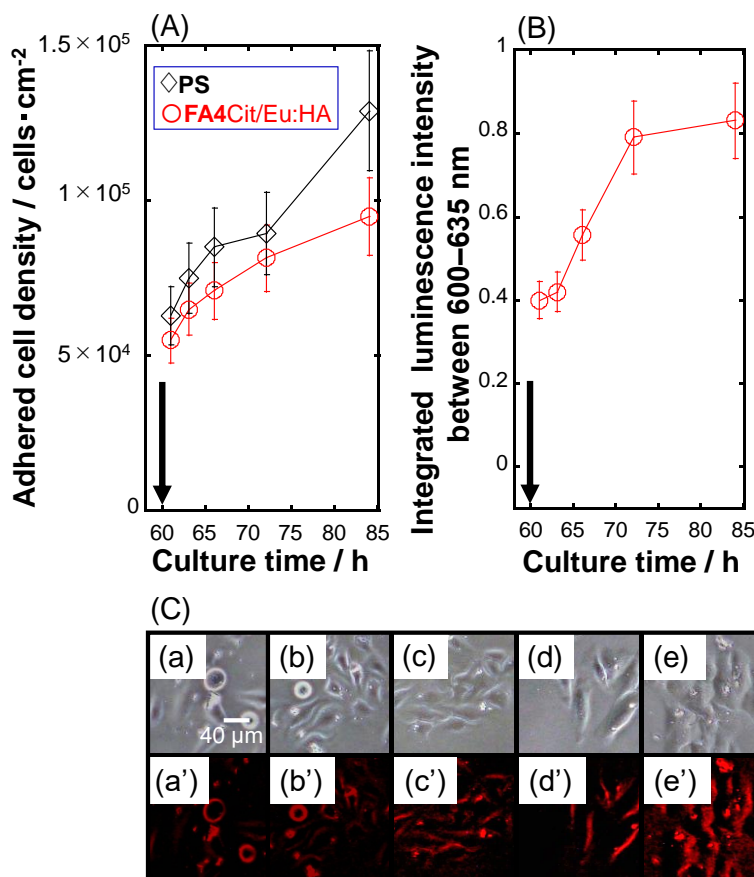 (A)
Adhered cell density / cells・cm-2
1.5 × 10⁵
1 × 10⁵
5 × 10⁴
0
PS
FA4Cit/Eu:HA
60 65 70 75 80 85
Culture time / h
(B)
Integrated luminescence intensity
between 600–635 nm
1
0.8
0.6
0.4
0.2
0
60 65 70 75 80 85
Culture time / h
(C)
(a) (b) (c) (d) (e)
40 μm
(a') (b') (c') (d') (e')